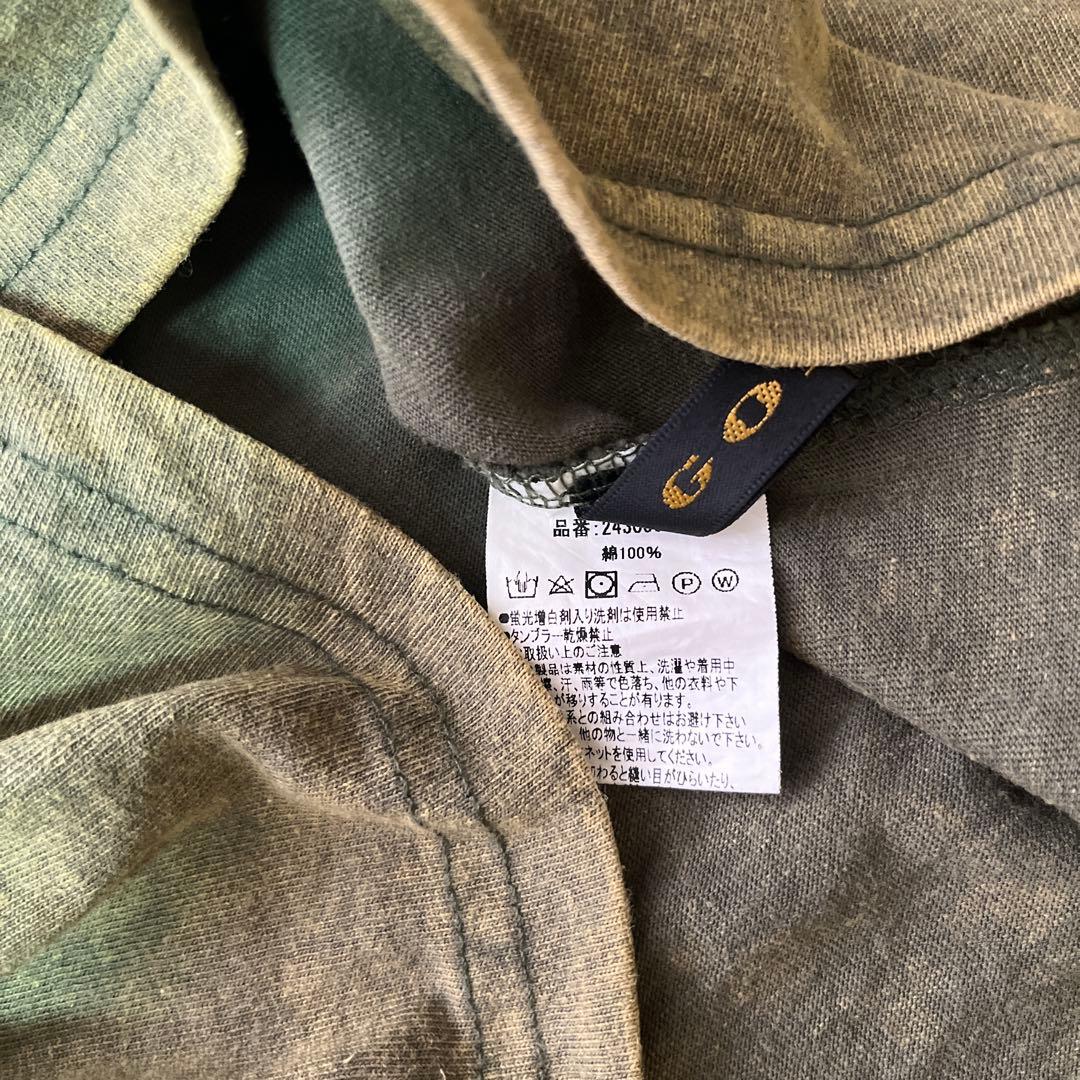 GO
品番:2430
綿100%
P W
●蛍光増白剤入り洗剤は使用禁止
●タンブラー乾燥禁止
取扱い上のご注意
製品は素材の性質上、洗濯や着用中
、汗、雨等で色落ち、他の衣料や下
が移りすることが有ります。
系との組み合わせはお避け下さい
、他の物と一緒に洗わないで下さい。
ネットを使用してください。
わると縫い目がひらいたり、